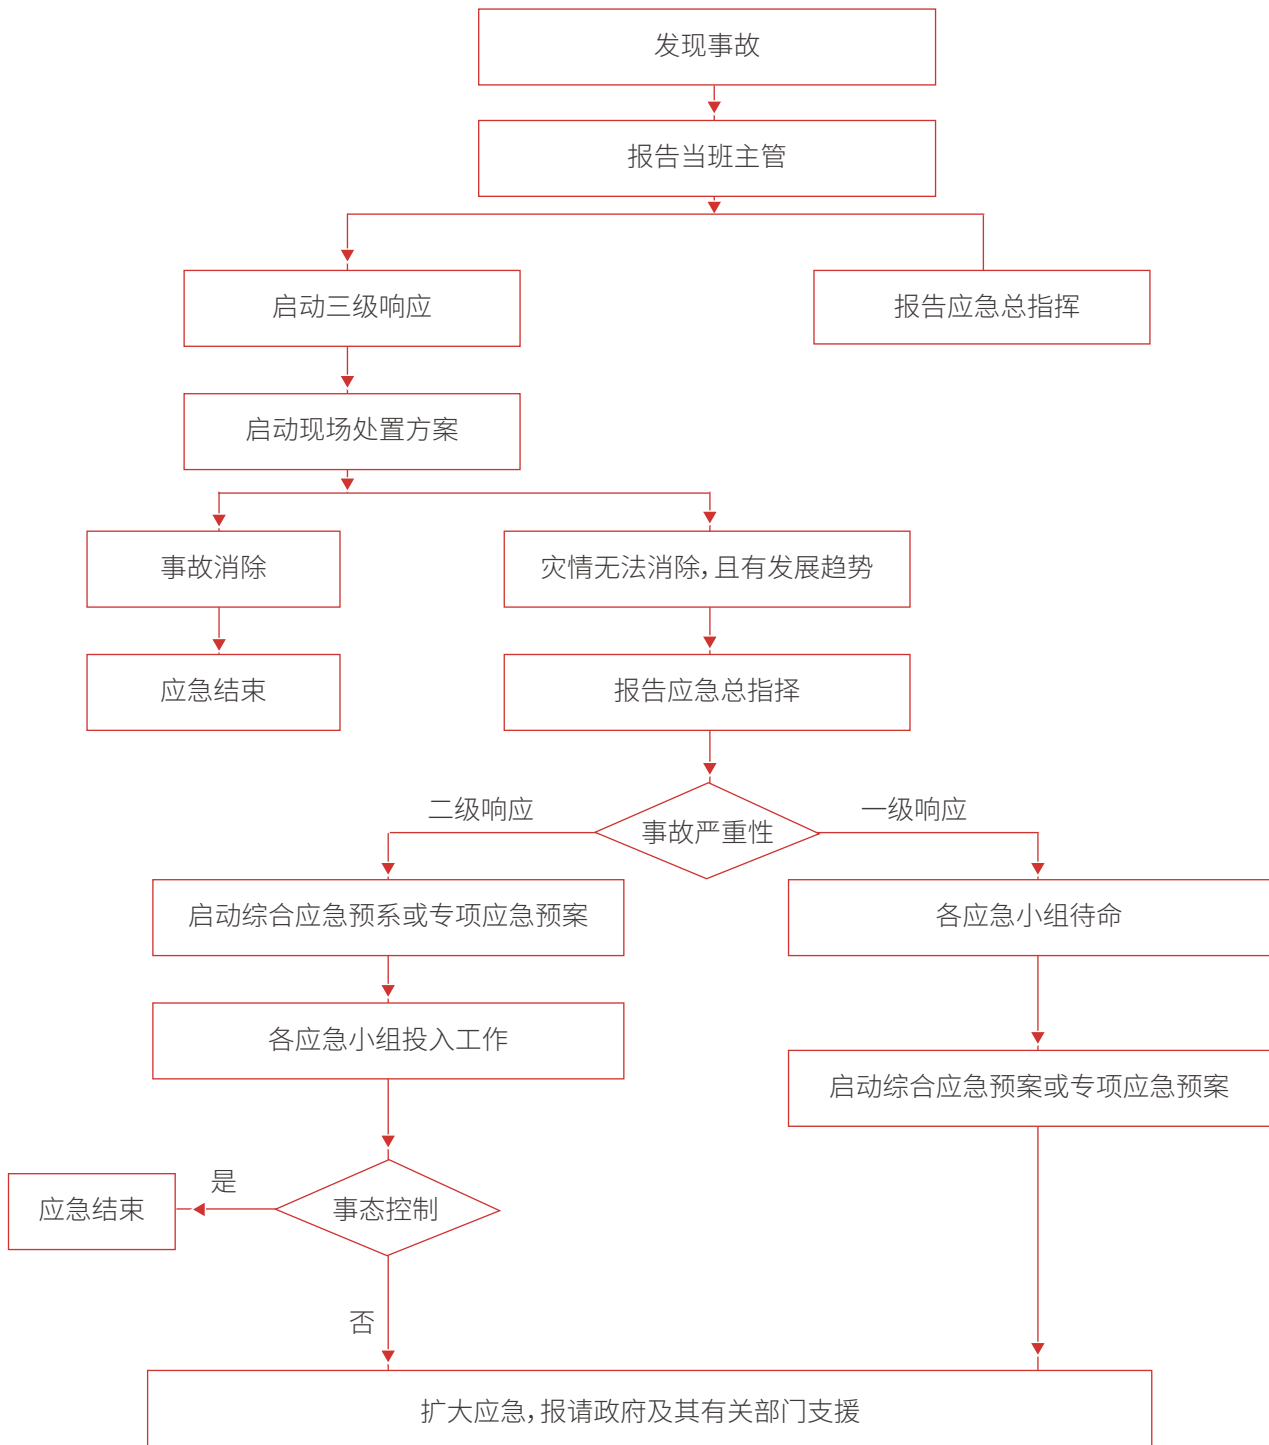 发现事故
报告当班主管
启动三级响应
报告应急总指挥
启动现场处置方案
事故消除
灾情无法消除，且有发展趋势
应急结束
报告应急总指择
二级响应
事故严重性
一级响应
启动综合应急预系或专项应急预案
各应急小组待命
各应急小组投入工作
启动综合应急预案或专项应急预案
是
应急结束
事态控制
否
扩大应急，报请政府及其有关部门支援